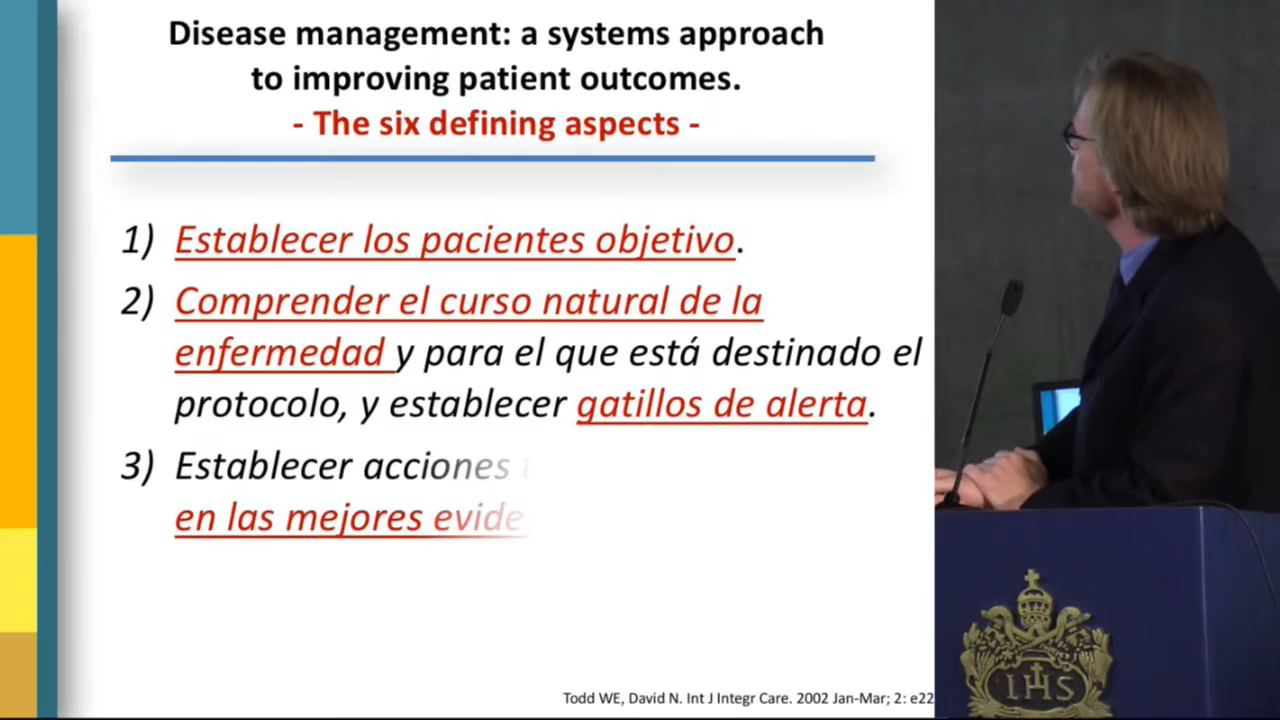 Disease management: a systems approach
to improving patient outcomes.
- The six defining aspects -
1) Establecer los pacientes objetivo.
2) Comprender el curso natural de la
enfermedad y para el que está destinado el
protocolo, y establecer gatillos de alerta.
3) Establecer acciones
en las mejores
Todd WE, David N. Int J Integr Care. 2002 Jan-Mar; 2: e22
IHS